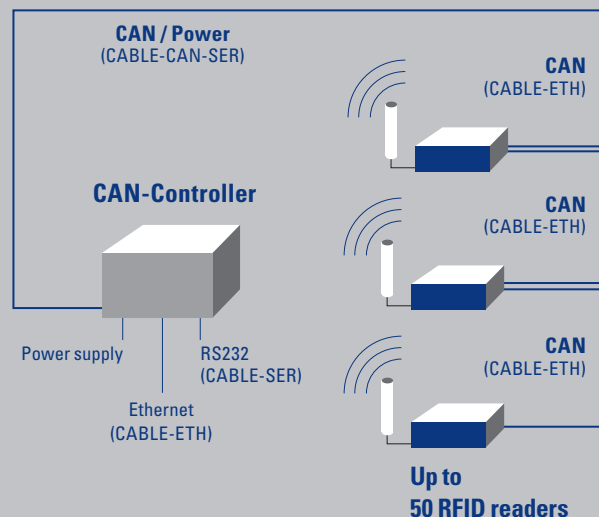 CAN / Power
(CABLE-CAN-SER)
CAN
(CABLE-ETH)
CAN-Controller
CAN
(CABLE-ETH)
Power supply
RS232
(CABLE-SER)
Ethernet
(CABLE-ETH)
CAN
(CABLE-ETH)
Up to
50 RFID readers